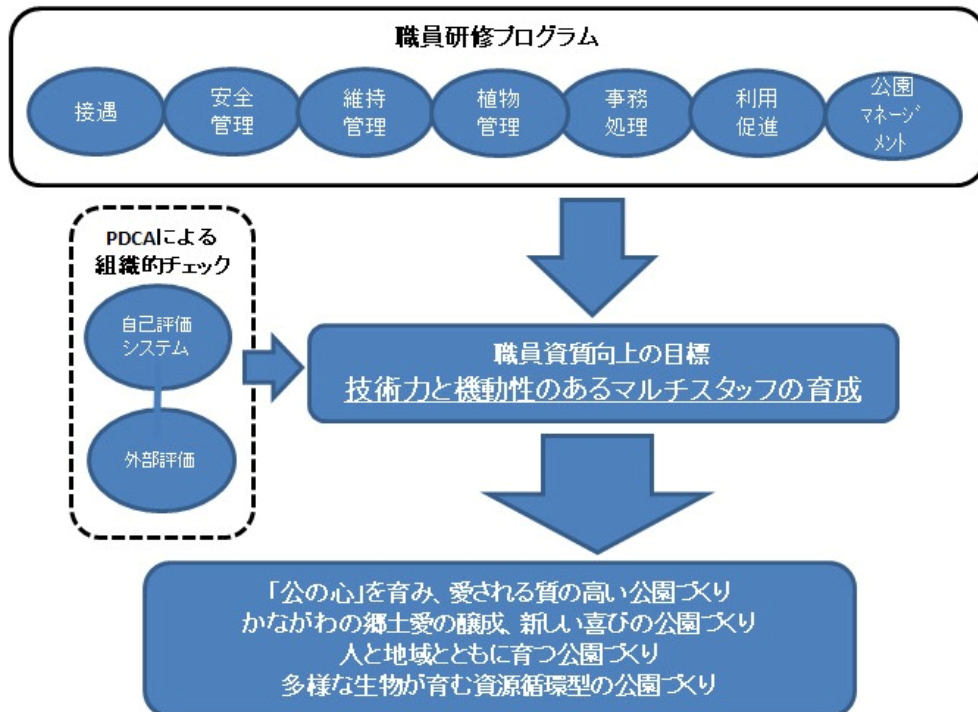 職員研修プログラム
接遇
安全
管理
維持
管理
植物
管理
事務
処理
利用
促進
公園
マネージ
メント
PDCAによる
組織的チェック
自己評価
システム
外部評価
職員資質向上の目標
技術力と機動性のあるマルチスタッフの育成
「公の心」を育み、愛される質の高い公園づくり
かながわの郷土愛の醸成、新しい喜びの公園づくり
人と地域とともに育つ公園づくり
多様な生物が育む資源循環型の公園づくり